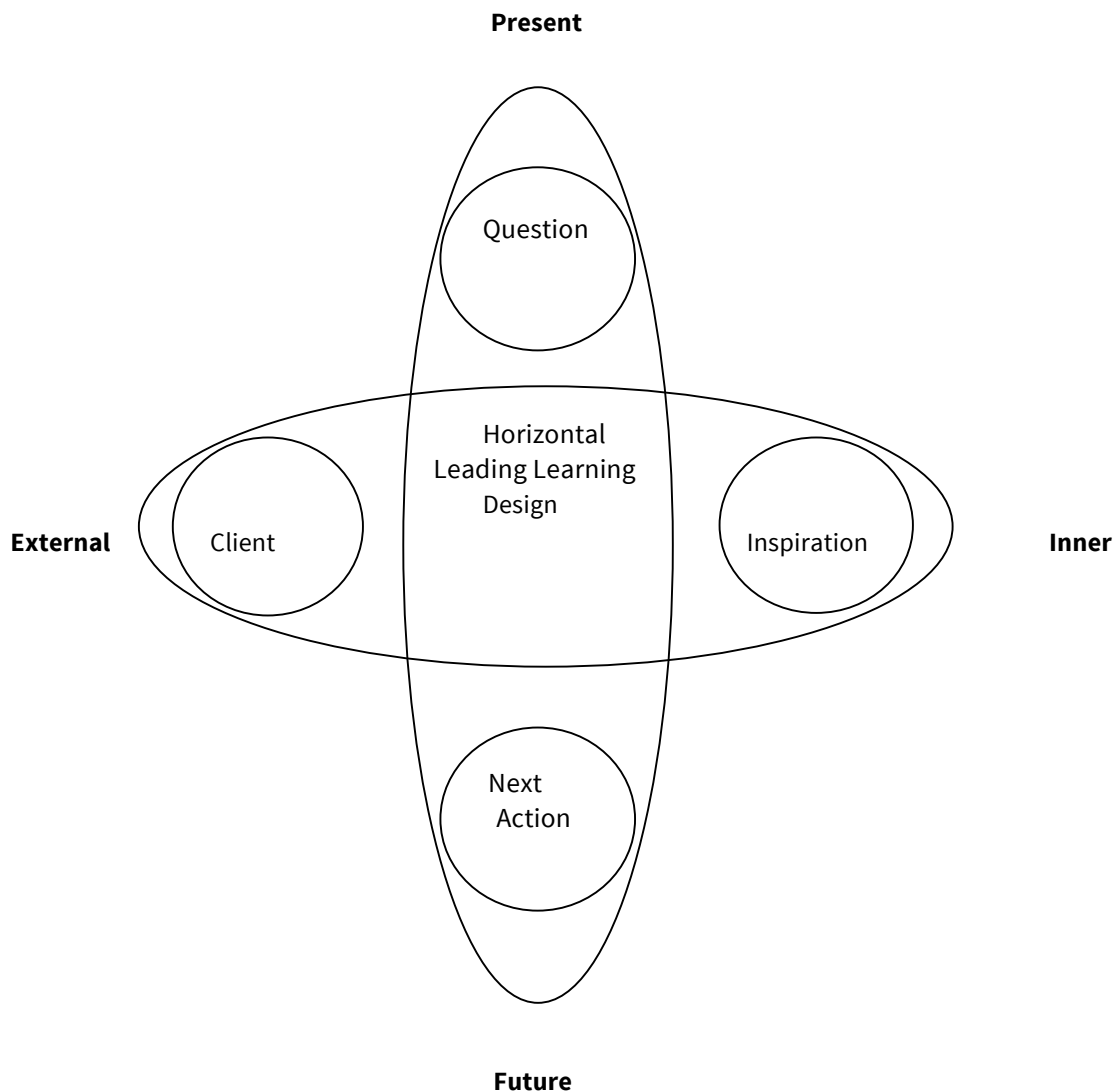 Present
Question
Horizontal
Leading Learning
Design
External
Client
Inspiration
Inner
Next
Action
Future